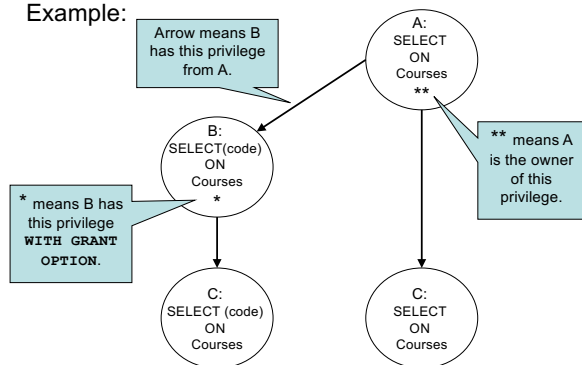 Example:
Arrow means B
has this privilege
from A.
A:
SELECT
ON
Courses
**
** means A
is the owner
of this
privilege.
B:
SELECT(code)
ON
Courses
*
* means B has
this privilege
WITH GRANT
OPTION.
C:
SELECT (code)
ON
Courses
C:
SELECT
ON
Courses